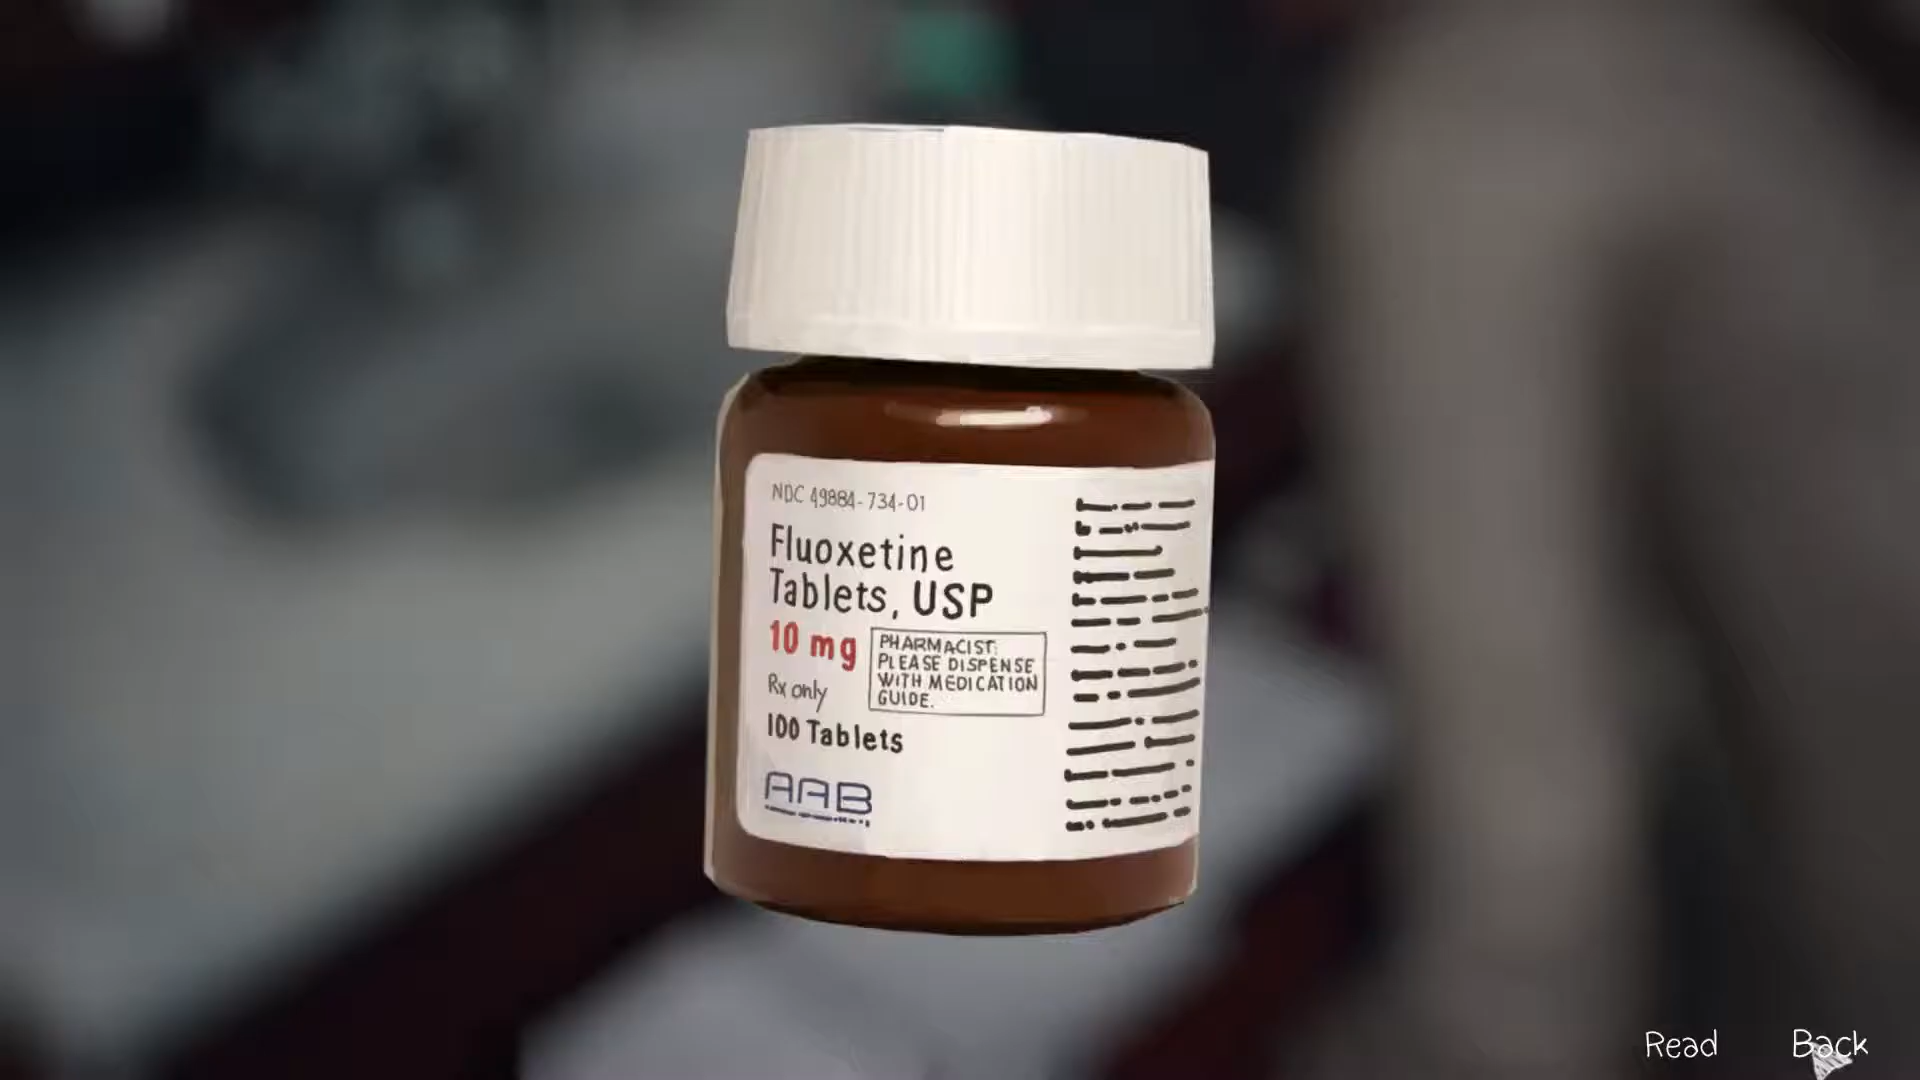 NDC 49884-734-01
Fluoxetine
Tablets, USP
10 mg
PHARMACIST:
PLEASE DISPENSE
WITH MEDICATION
GUIDE.
Rx only
100 Tablets
AAB
Read
Back